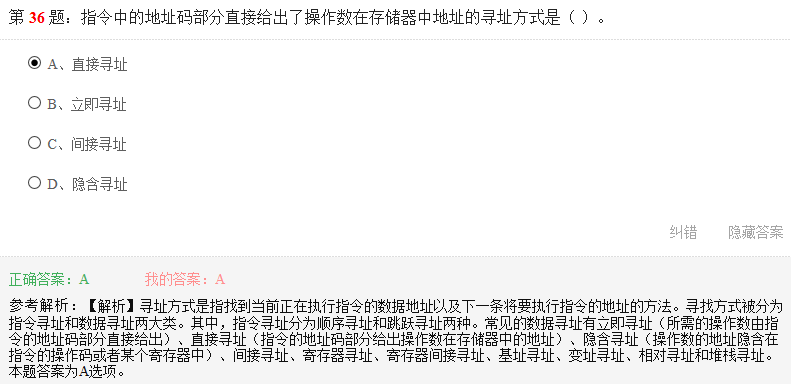 第 36 题：指令中的地址码部分直接给出了操作数在存储器中地址的寻址方式是（ ）。
A、直接寻址
B、立即寻址
C、间接寻址
D、隐含寻址
纠错 隐藏答案
正确答案：A 我的答案：A
参考解析：【解析】寻址方式是指找到当前正在执行指令的数据地址以及下一条将要执行指令的地址的方法。寻找方式被分为
指令寻址和数据寻址两大类。其中，指令寻址分为顺序寻址和跳跃寻址两种。常见的数据寻址有立即寻址（所需的操作数由指
令的地址码部分直接给出）、直接寻址（指令的地址码部分给出操作数在存储器中的地址）、隐含寻址（操作数的地址隐含在
指令的操作码或者某个寄存器中）、间接寻址、寄存器寻址、寄存器间接寻址、基址寻址、变址寻址、相对寻址和堆栈寻址。
本题答案为A选项。